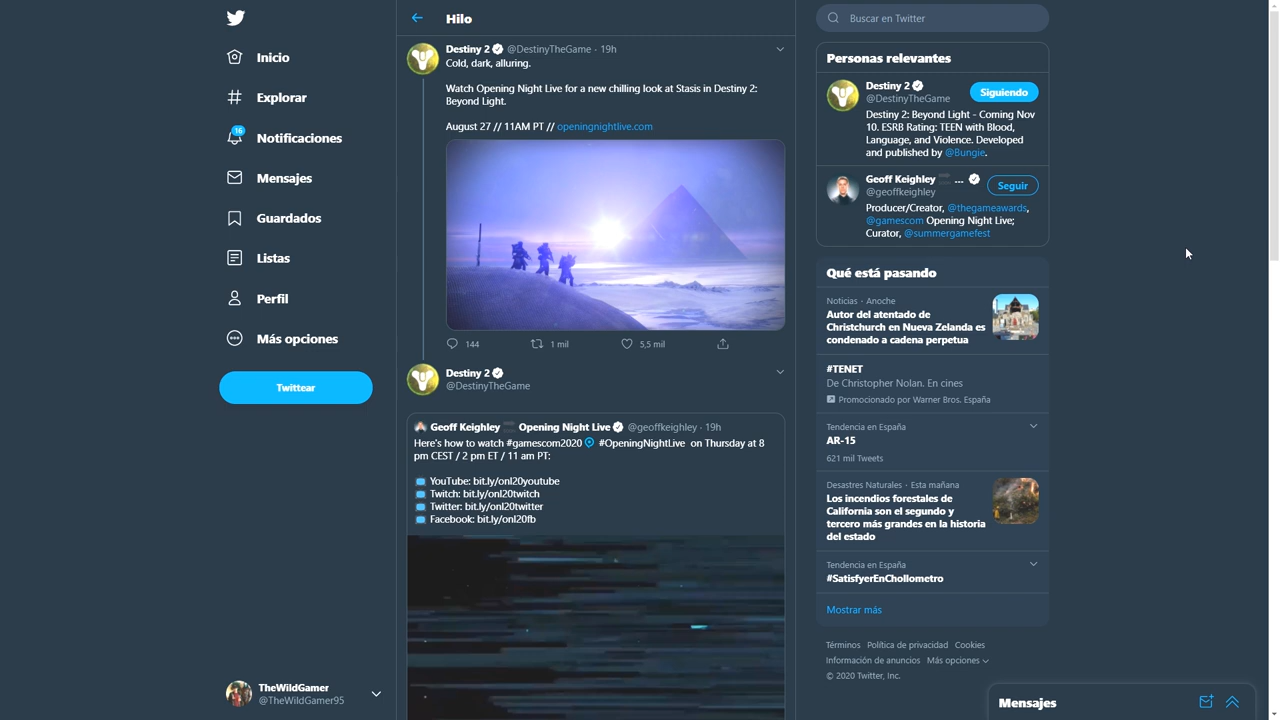 Inicio
Explorar
16
Notificaciones
Mensajes
Guardados
Listas
Perfil
Más opciones
Twittear
TheWildGamer
@TheWildGamer95
Hilo
Destiny 2 @DestinyTheGame · 19h
Cold, dark, alluring.
Watch Opening Night Live for a new chilling look at Stasis in Destiny 2:
Beyond Light.
August 27 // 11AM PT // openingnightlive.com
144 1 mil 5,5 mil
Destiny 2
@DestinyTheGame
Geoff Keighley Opening Night Live @geoffkeighley · 19h
Here's how to watch #gamescom2020 #OpeningNightLive on Thursday at 8
pm CEST / 2 pm ET / 11 am PT:
YouTube: bit.ly/onl20youtube
Twitch: bit.ly/onl20twitch
Twitter: bit.ly/onl20twitter
Facebook: bit.ly/onl20fb
Buscar en Twitter
Personas relevantes
Destiny 2
@DestinyTheGame
Siguiendo
Destiny 2: Beyond Light - Coming Nov
10. ESRB Rating: TEEN with Blood,
Language, and Violence. Developed
and published by @Bungie.
Geoff Keighley ...
@geoffkeighley
Seguir
Producer/Creator, @thegameawards,
@gamescom Opening Night Live;
Curator, @summergamefest
Qué está pasando
Noticias · Anoche
Autor del atentado de
Christchurch en Nueva Zelanda es
condenado a cadena perpetua
#TENET
De Christopher Nolan. En cines
Promocionado por Warner Bros. España
Tendencia en España
AR-15
621 mil Tweets
Desastres Naturales · Esta mañana
Los incendios forestales de
California son el segundo y
tercero más grandes en la historia
del estado
Tendencia en España
#SatisfyerEnChollometro
Mostrar más
Términos Política de privacidad Cookies
Información de anuncios Más opciones
© 2020 Twitter, Inc.
Mensajes